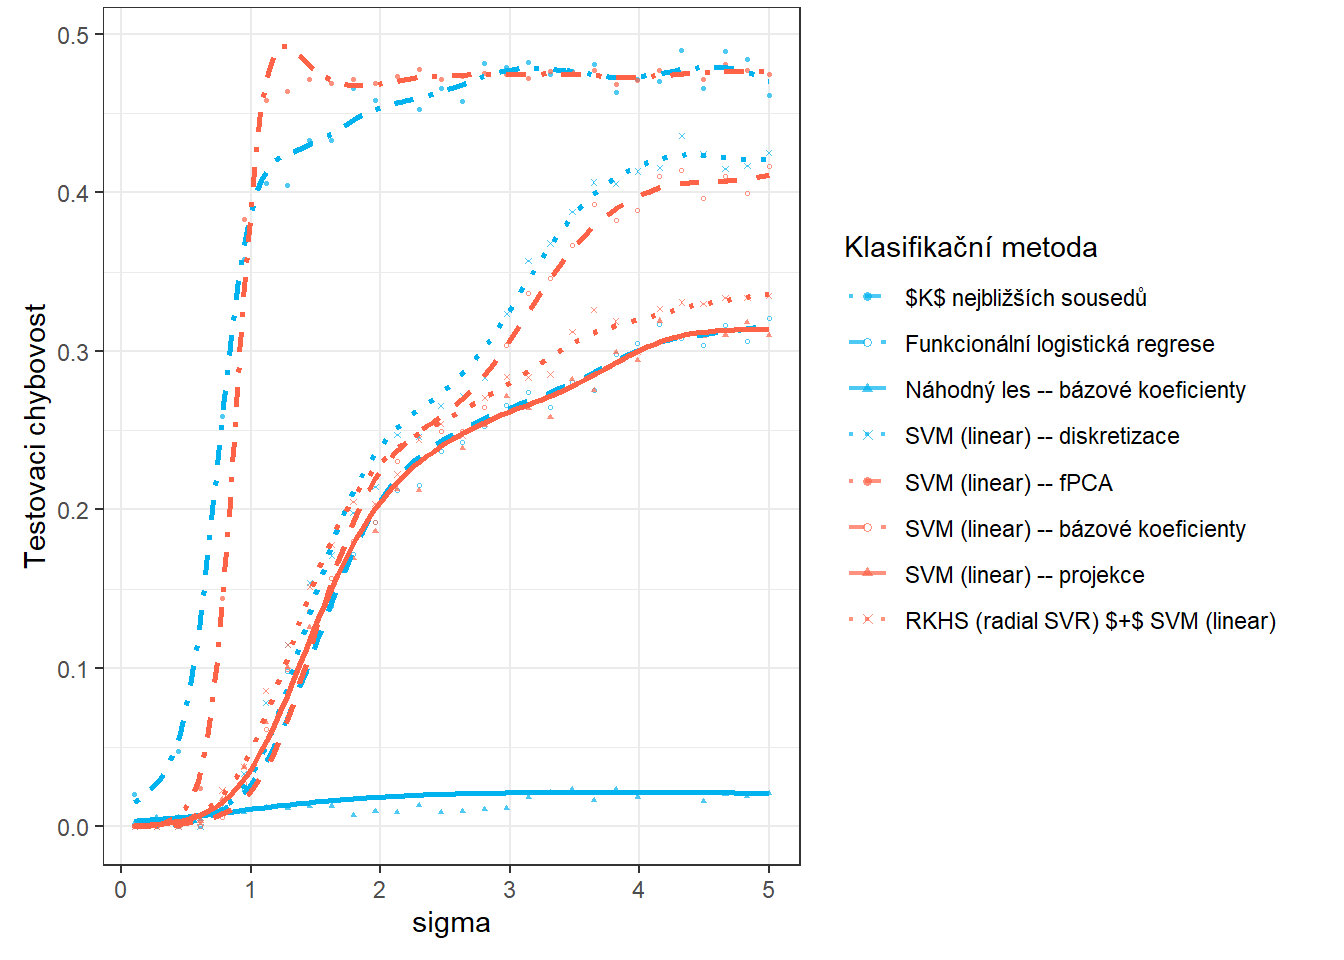 0.5
0.4
0.3
0.2
0.1
0.0
Testovaci chybovost
0
1
2
3
4
5
sigma
Klasifikační metoda
$K$ nejbližších sousedů
Funkcionální logistická regrese
Náhodný les -- bázové koeficienty
SVM (linear) -- diskretizace
SVM (linear) -- fPCA
SVM (linear) -- bázové koeficienty
SVM (linear) -- projekce
RKHS (radial SVR) $+$ SVM (linear)